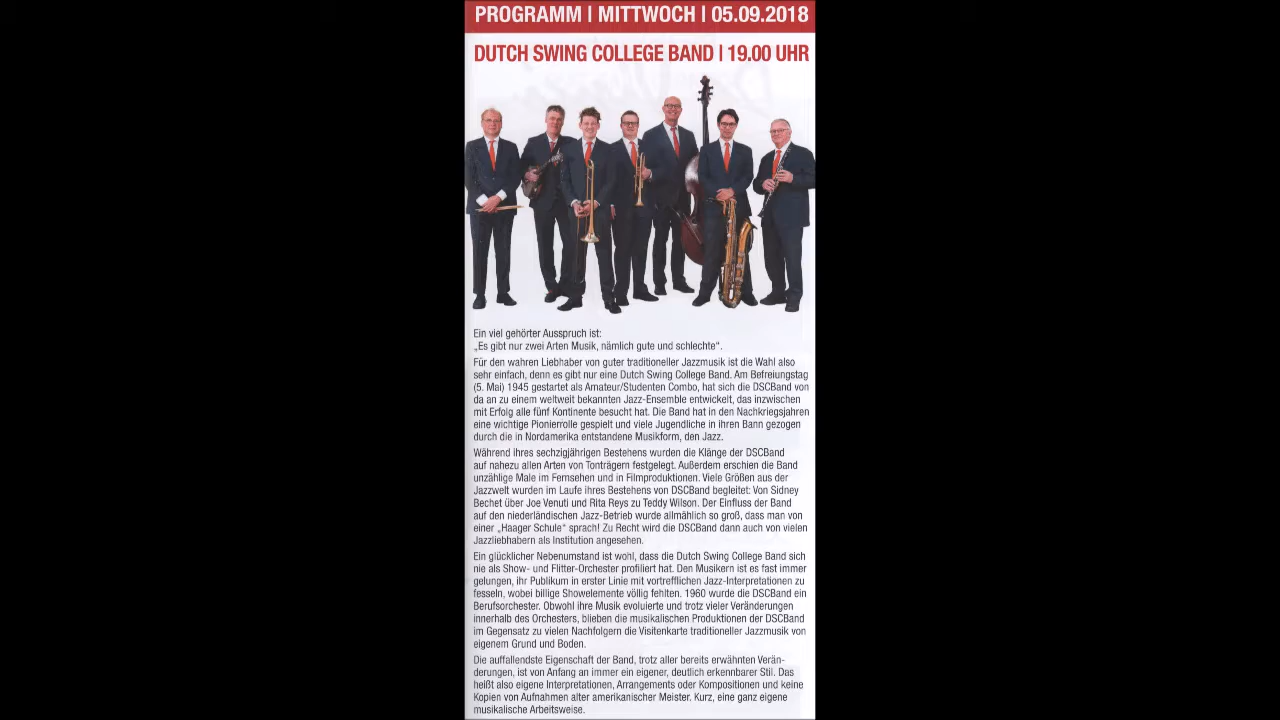 PROGRAMM | MITTWOCH | 05.09.2018
DUTCH SWING COLLEGE BAND | 19.00 UHR
Ein viel gehörter Ausspruch ist:
„Es gibt nur zwei Arten Musik, nämlich gute und schlechte“.
Für den wahren Liebhaber von guter traditioneller Jazzmusik ist die Wahl also
sehr einfach, denn es gibt nur eine Dutch Swing College Band. Am Befreiungstag
(5. Mai) 1945 gestartet als Amateur/Studenten Combo, hat sich die DSCBand von
da an zu einem weltweit bekannten Jazz-Ensemble entwickelt, das inzwischen
mit Erfolg alle fünf Kontinente besucht hat. Die Band hat in den Nachkriegsjahren
eine wichtige Pionierrolle gespielt und viele Jugendliche in ihren Bann gezogen
durch die in Nordamerika entstandene Musikform, den Jazz.
Während ihres sechzigjährigen Bestehens wurden die Klänge der DSCBand
auf nahezu allen Arten von Tonträgern festgelegt. Außerdem erschien die Band
unzählige Male im Fernsehen und in Filmproduktionen. Viele Größen aus der
Jazzwelt wurden im Laufe ihres Bestehens von DSCBand begleitet: Von Sidney
Bechet über Joe Venuti und Rita Reys zu Teddy Wilson. Der Einfluss der Band
auf den niederländischen Jazz-Betrieb wurde allmählich so groß, dass man von
einer „Haager Schule“ sprach! Zu Recht wird die DSCBand dann auch von vielen
Jazzliebhabern als Institution angesehen.
Ein glücklicher Nebenumstand ist wohl, dass die Dutch Swing College Band sich
nie als Show- und Flitter-Orchester profiliert hat. Den Musikern ist es fast immer
gelungen, ihr Publikum in erster Linie mit vortrefflichen Jazz-Interpretationen zu
fesseln, wobei billige Showelemente völlig fehlten. 1960 wurde die DSCBand ein
Berufsorchester. Obwohl ihre Musik evoluierte und trotz vieler Veränderungen
innerhalb des Orchesters, blieben die musikalischen Produktionen der DSCBand
im Gegensatz zu vielen Nachfolgern die Visitenkarte traditioneller Jazzmusik von
eigenem Grund und Boden.
Die auffallendste Eigenschaft der Band, trotz aller bereits erwähnten Verän-
derungen, ist von Anfang an immer ein eigener, deutlich erkennbarer Stil. Das
heißt also eigene Interpretationen, Arrangements oder Kompositionen und keine
Kopien von Aufnahmen alter amerikanischer Meister. Kurz, eine ganz eigene
musikalische Arbeitsweise.